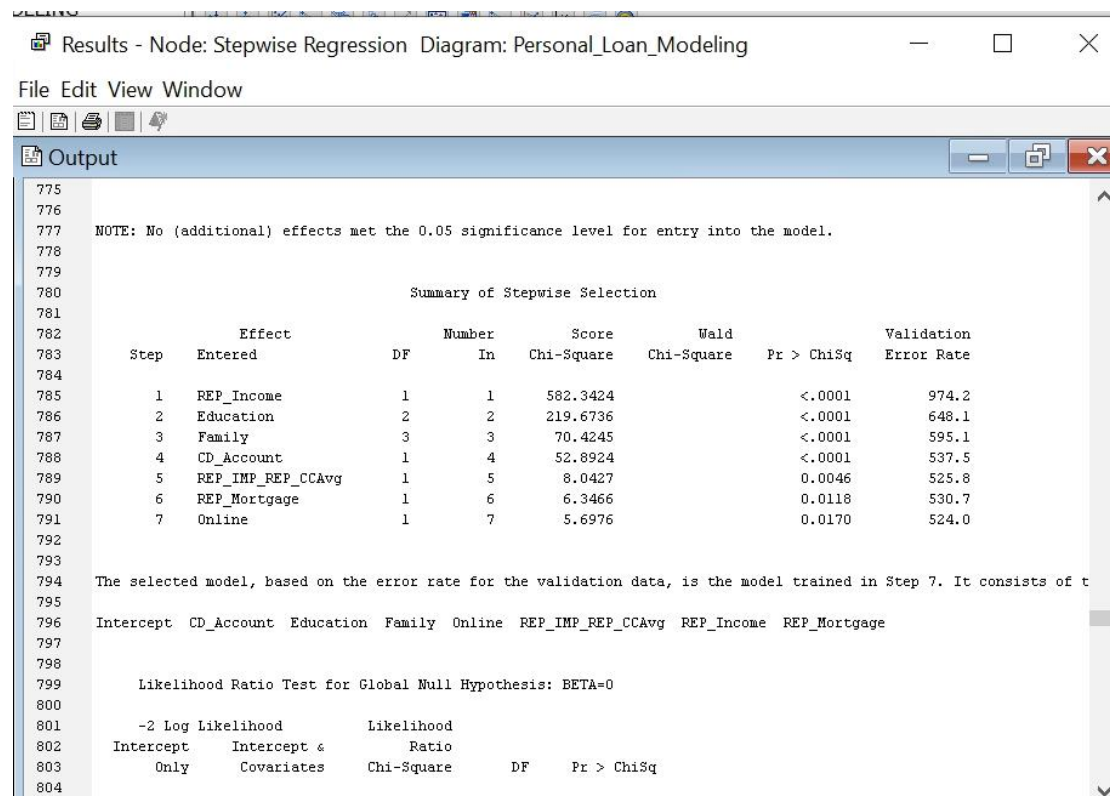 Results - Node: Stepwise Regression Diagram: Personal_Loan_Modeling
File Edit View Window
Output
775
776
777 NOTE: No (additional) effects met the 0.05 significance level for entry into the model.
778
779
780 Summary of Stepwise Selection
781
782 Effect Number Score Wald Validation
783 Step Entered DF In Chi-Square Chi-Square Pr > ChiSq Error Rate
784
785 1 REP_Income 1 1 582.3424 <.0001 974.2
786 2 Education 2 2 219.6736 <.0001 648.1
787 3 Family 3 3 70.4245 <.0001 595.1
788 4 CD_Account 1 4 52.8924 <.0001 537.5
789 5 REP_IMP_REP_CCAvg 1 5 8.0427 0.0046 525.8
790 6 REP_Mortgage 1 6 6.3466 0.0118 530.7
791 7 Online 1 7 5.6976 0.0170 524.0
792
793
794 The selected model, based on the error rate for the validation data, is the model trained in Step 7. It consists of t
795
796 Intercept CD_Account Education Family Online REP_IMP_REP_CCAvg REP_Income REP_Mortgage
797
798
799 Likelihood Ratio Test for Global Null Hypothesis: BETA=0
800
801 -2 Log Likelihood Likelihood
802 Intercept Intercept & Ratio
803 Only Covariates Chi-Square DF Pr > ChiSq
804